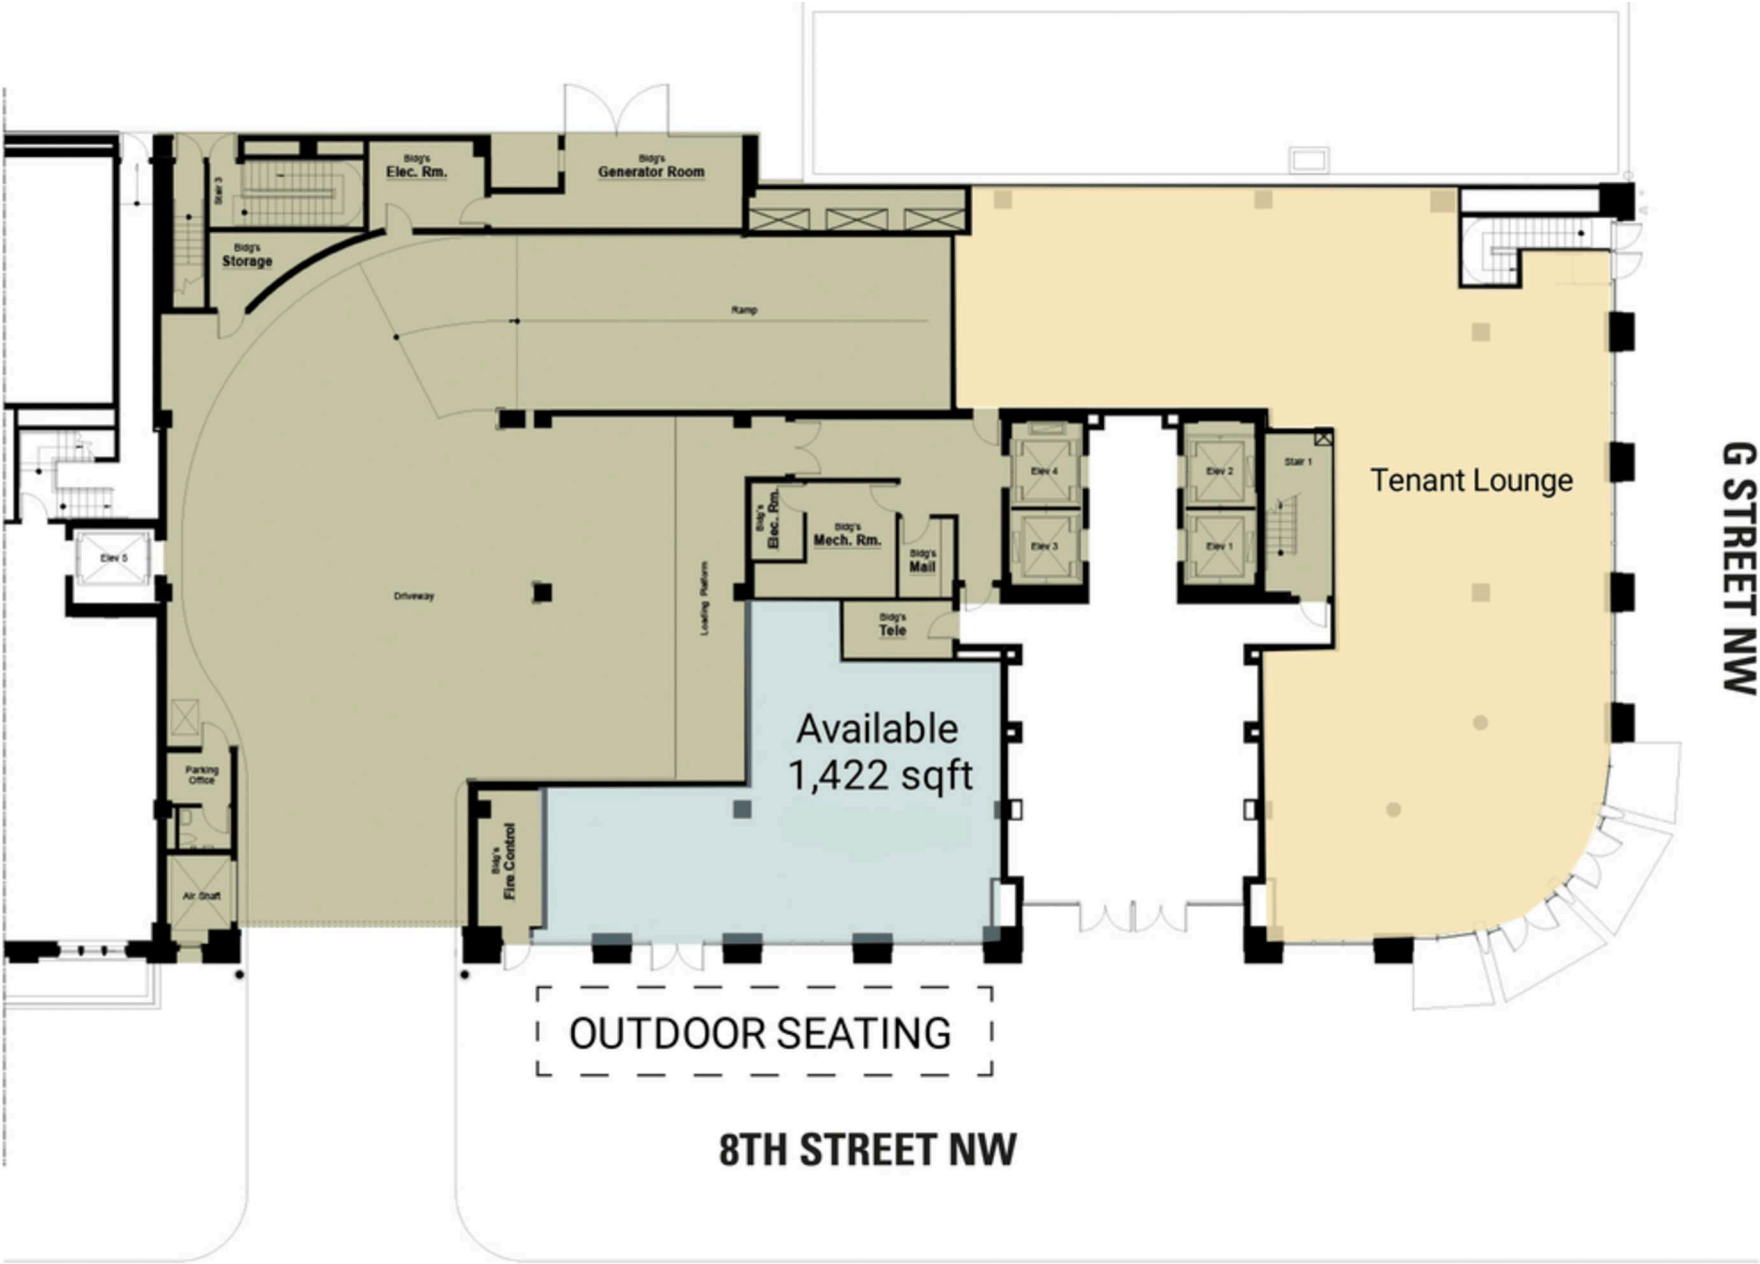 Bldg's
Elec. Rm.
Bldg's
Generator Room
Stair 3
Bldg's
Storage
Ramp
Tenant Lounge
G STREET NW
Elev 4
Elev 2
Stair 1
Bldg's
Elec. Rm.
Bldg's
Mech. Rm.
Elev 3
Elev 1
Bldg's
Mail
Elev 5
Driveway
Loading Platform
Bldg's
Tele
Available
1,422 sqft
Parking
Office
Bldg's
Fire Control
Air Shaft
OUTDOOR SEATING
8TH STREET NW